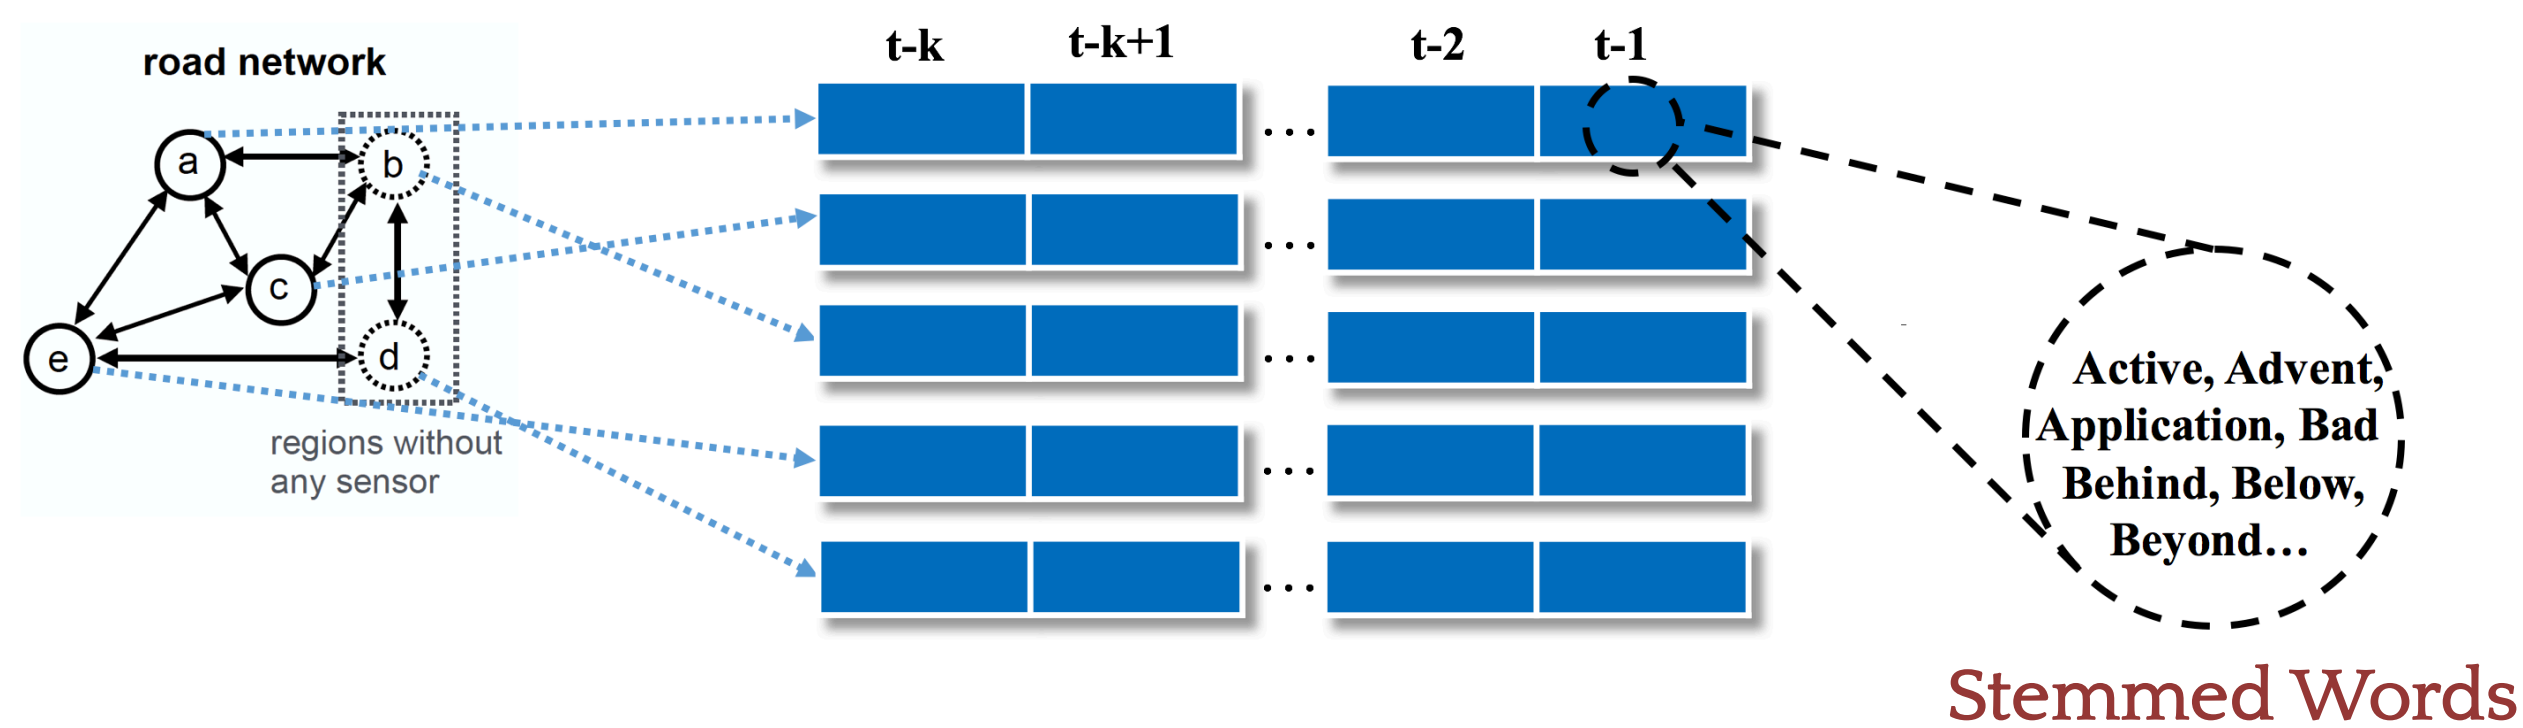 road network
a
b
c
e
d
regions without
any sensor
t-k
t-k+1
t-2
t-1
...
...
...
...
...
Active, Advent,
Application, Bad
Behind, Below,
Beyond…
Stemmed Words